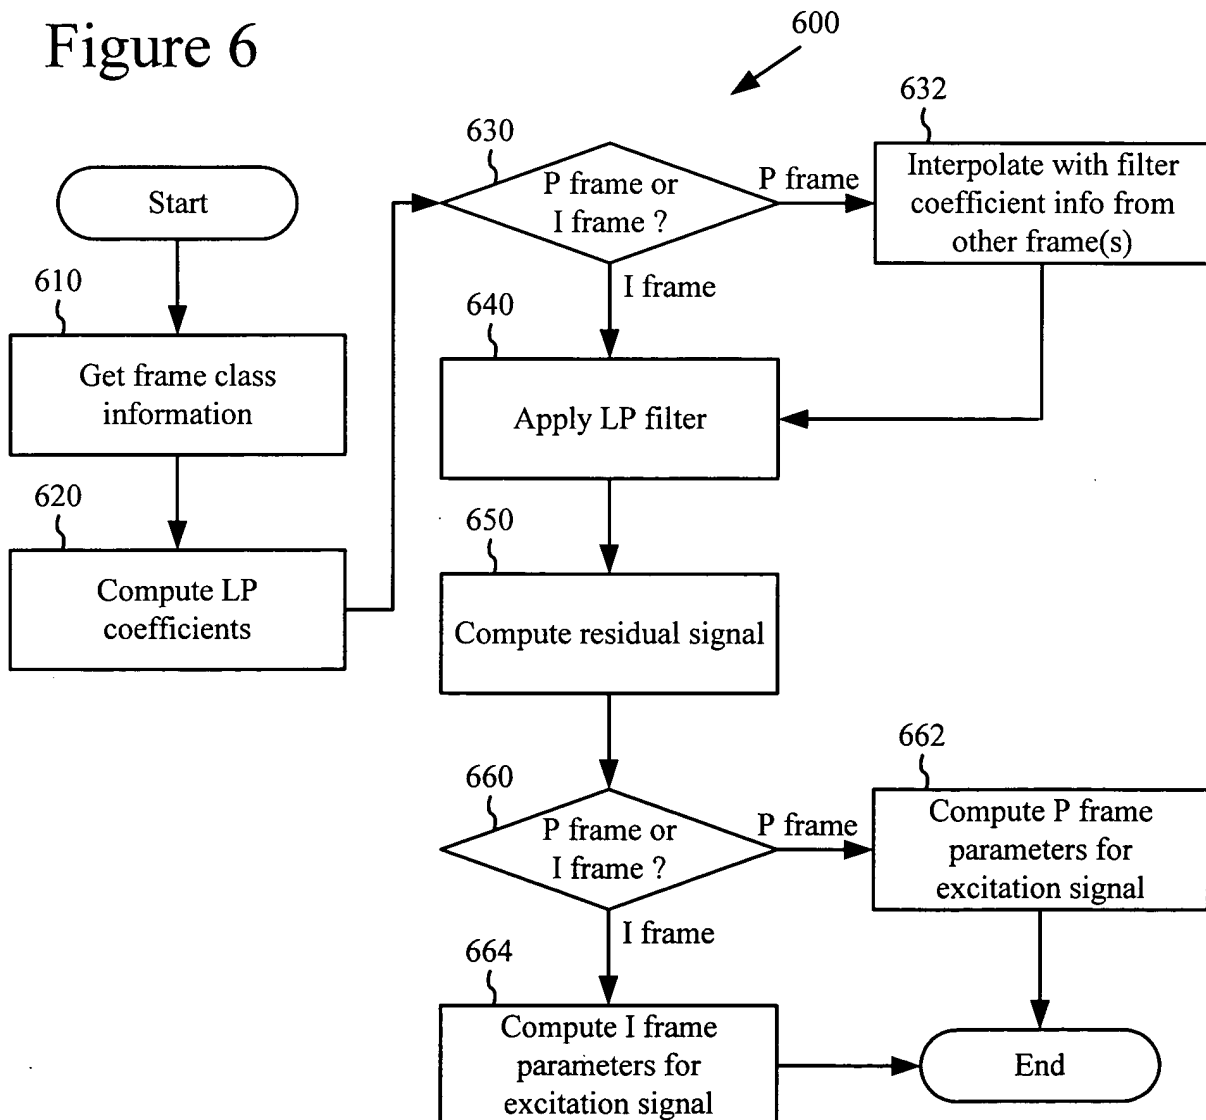 Figure 6
600
Start
610
Get frame class
information
620
Compute LP
coefficients
630
P frame or
I frame ?
P frame
I frame
632
Interpolate with filter
coefficient info from
other frame(s)
640
Apply LP filter
650
Compute residual signal
660
P frame or
I frame ?
P frame
I frame
662
Compute P frame
parameters for
excitation signal
664
Compute I frame
parameters for
excitation signal
End